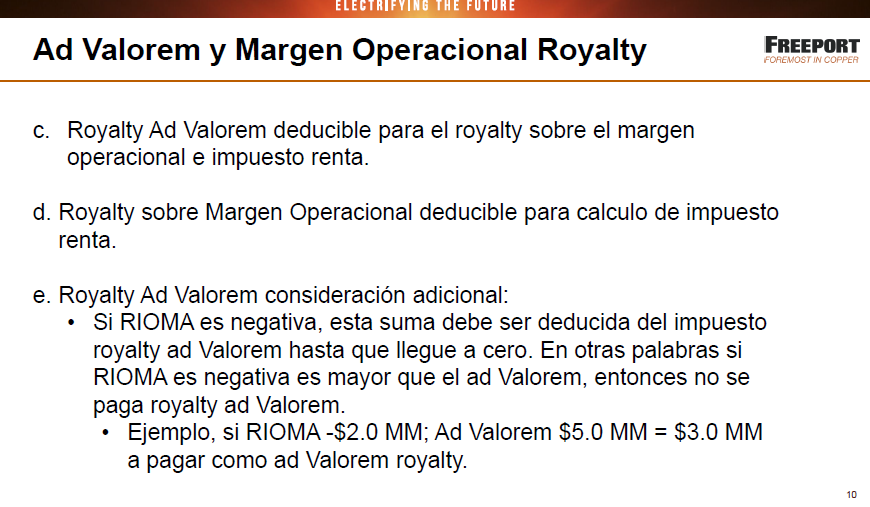 ELECTRIFYING THE FUTURE
Ad Valorem y Margen Operacional Royalty
FREEPORT
FOREMOST IN COPPER
c. Royalty Ad Valorem deducible para el royalty sobre el margen
operacional e impuesto renta.
d. Royalty sobre Margen Operacional deducible para calculo de impuesto
renta.
e. Royalty Ad Valorem consideración adicional:
• Si RIOMA es negativa, esta suma debe ser deducida del impuesto
royalty ad Valorem hasta que llegue a cero. En otras palabras si
RIOMA es negativa es mayor que el ad Valorem, entonces no se
paga royalty ad Valorem.
• Ejemplo, si RIOMA -$2.0 MM; Ad Valorem $5.0 MM = $3.0 MM
a pagar como ad Valorem royalty.
10